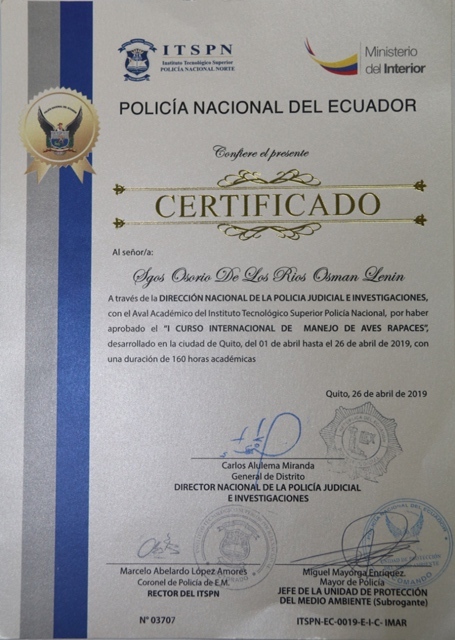 ITSPN
Instituto Tecnológico Superior
POLICÍA NACIONAL NORTE
Ministerio
del Interior
POLICÍA NACIONAL DEL ECUADOR
Confiere el presente
CERTIFICADO
Al señor/a:
Sgos Osorio De Los Rios Osman Lenin
A través de la DIRECCIÓN NACIONAL DE LA POLICIA JUDICIAL E INVESTIGACIONES,
con el Aval Académico del Instituto Tecnológico Superior Policía Nacional, por haber
aprobado el "I CURSO INTERNACIONAL DE MANEJO DE AVES RAPACES",
desarrollado en la ciudad de Quito, del 01 de abril hasta el 26 de abril de 2019, con
una duración de 160 horas académicas
Quito, 26 de abril de 2019
Carlos Alulema Miranda
General de Distrito
DIRECTOR NACIONAL DE LA POLICÍA JUDICIAL
E INVESTIGACIONES
Marcelo Abelardo López Amores
Coronel de Policía de E.M.
RECTOR DEL ITSPN
Miguel Mayorga Enríquez
Mayor de Policía
JEFE DE LA UNIDAD DE PROTECCIÓN
DEL MEDIO AMBIENTE (Subrogante)
N° 03707
ITSPN-EC-0019-E-I-C- IMAR